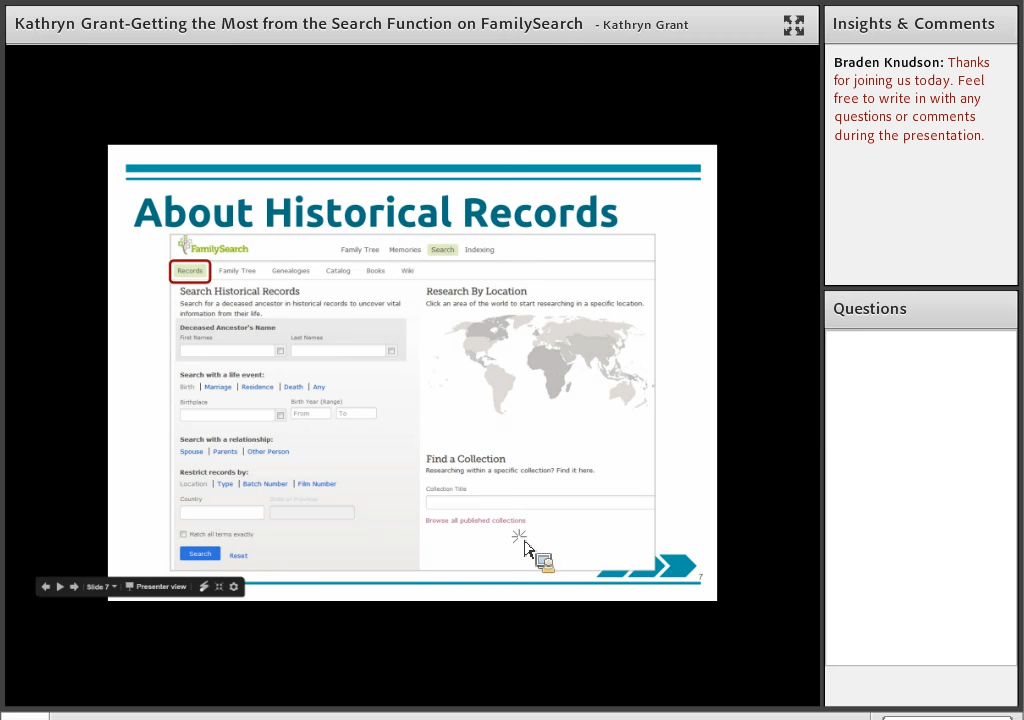 Kathryn Grant-Getting the Most from the Search Function on FamilySearch - Kathryn Grant
Insights & Comments
Braden Knudson: Thanks
for joining us today. Feel
free to write in with any
questions or comments
during the presentation.
Questions
About Historical Records
FamilySearch
Family Tree Memories Search Indexing
Records Family Tree Genealogies Catalog Books Wiki
Search Historical Records
Search for a deceased ancestor in historical records to uncover vital
information from their life.
Deceased Ancestor's Name
First Names Last Names
Search with a life event:
Birth | Marriage | Residence | Death | Any
Birthplace Birth Year (Range)
From To
Search with a relationship:
Spouse | Parents | Other Person
Restrict records by:
Location | Type | Batch Number | Film Number
Country State or Province
Match all terms exactly
Search Reset
Research By Location
Click an area of the world to start researching in a specific location.
Find a Collection
Researching within a specific collection? Find it here.
Collection Title
Browse all published collections
7
Slide 7 Presenter view